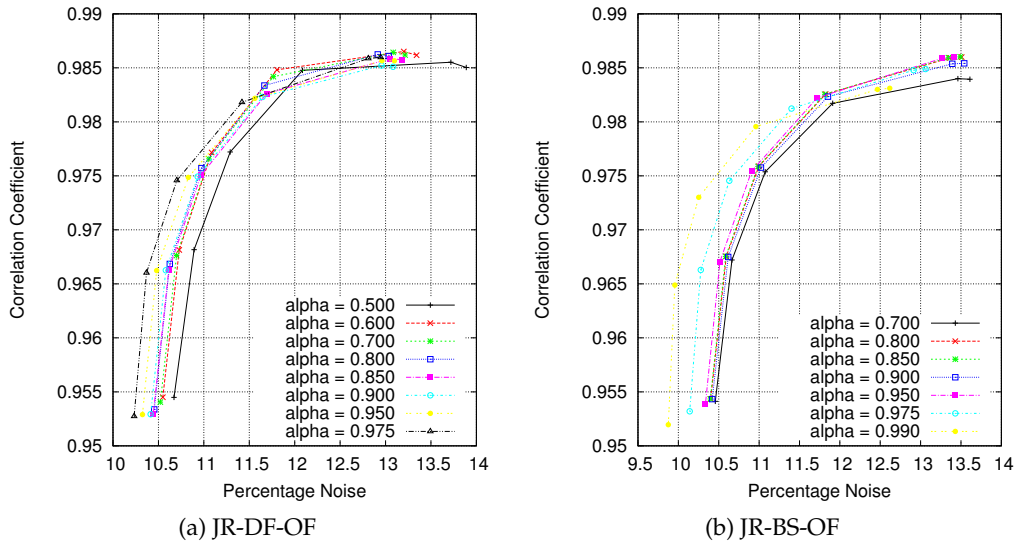 0.99
0.985
0.98
0.975
0.97
0.965
0.96
0.955
0.95
Correlation Coefficient
alpha = 0.500
alpha = 0.600
alpha = 0.700
alpha = 0.800
alpha = 0.850
alpha = 0.900
alpha = 0.950
alpha = 0.975
10 10.5 11 11.5 12 12.5 13 13.5 14
Percentage Noise
(a) JR-DF-OF
0.99
0.985
0.98
0.975
0.97
0.965
0.96
0.955
0.95
Correlation Coefficient
alpha = 0.700
alpha = 0.800
alpha = 0.850
alpha = 0.900
alpha = 0.950
alpha = 0.975
alpha = 0.990
9.5 10 10.5 11 11.5 12 12.5 13 13.5 14
Percentage Noise
(b) JR-BS-OF